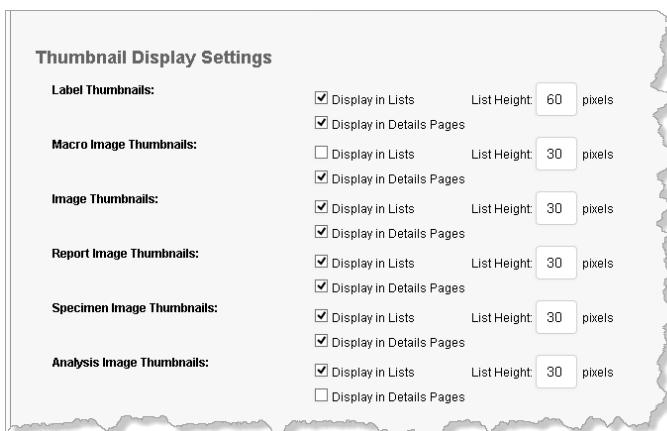 Thumbnail Display Settings
Label Thumbnails:
Display in Lists List Height: 60 pixels
Display in Details Pages
Macro Image Thumbnails:
Display in Lists List Height: 30 pixels
Display in Details Pages
Image Thumbnails:
Display in Lists List Height: 30 pixels
Display in Details Pages
Report Image Thumbnails:
Display in Lists List Height: 30 pixels
Display in Details Pages
Specimen Image Thumbnails:
Display in Lists List Height: 30 pixels
Display in Details Pages
Analysis Image Thumbnails:
Display in Lists List Height: 30 pixels
Display in Details Pages